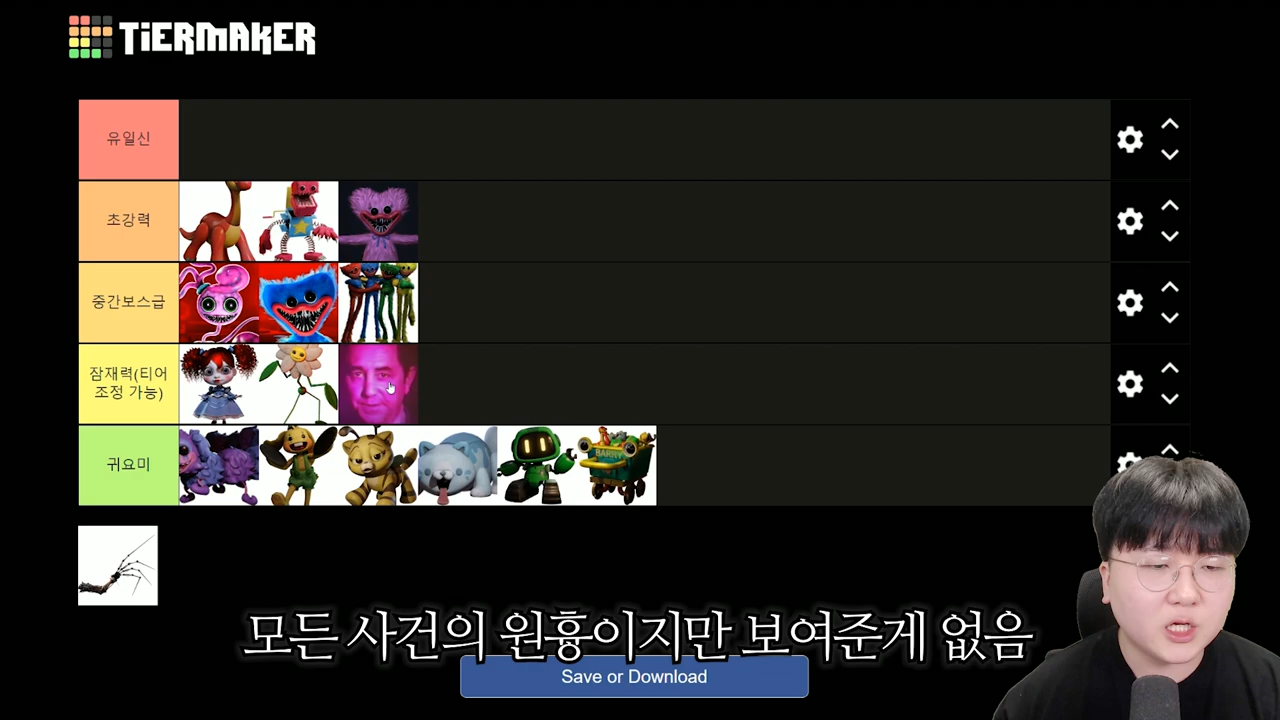 TiERMAKER
유일신
초강력
중간보스급
잠재력(티어
조정 가능)
귀요미
BARRY
모든 사건의 원흉이지만 보여준게 없음
Save or Download